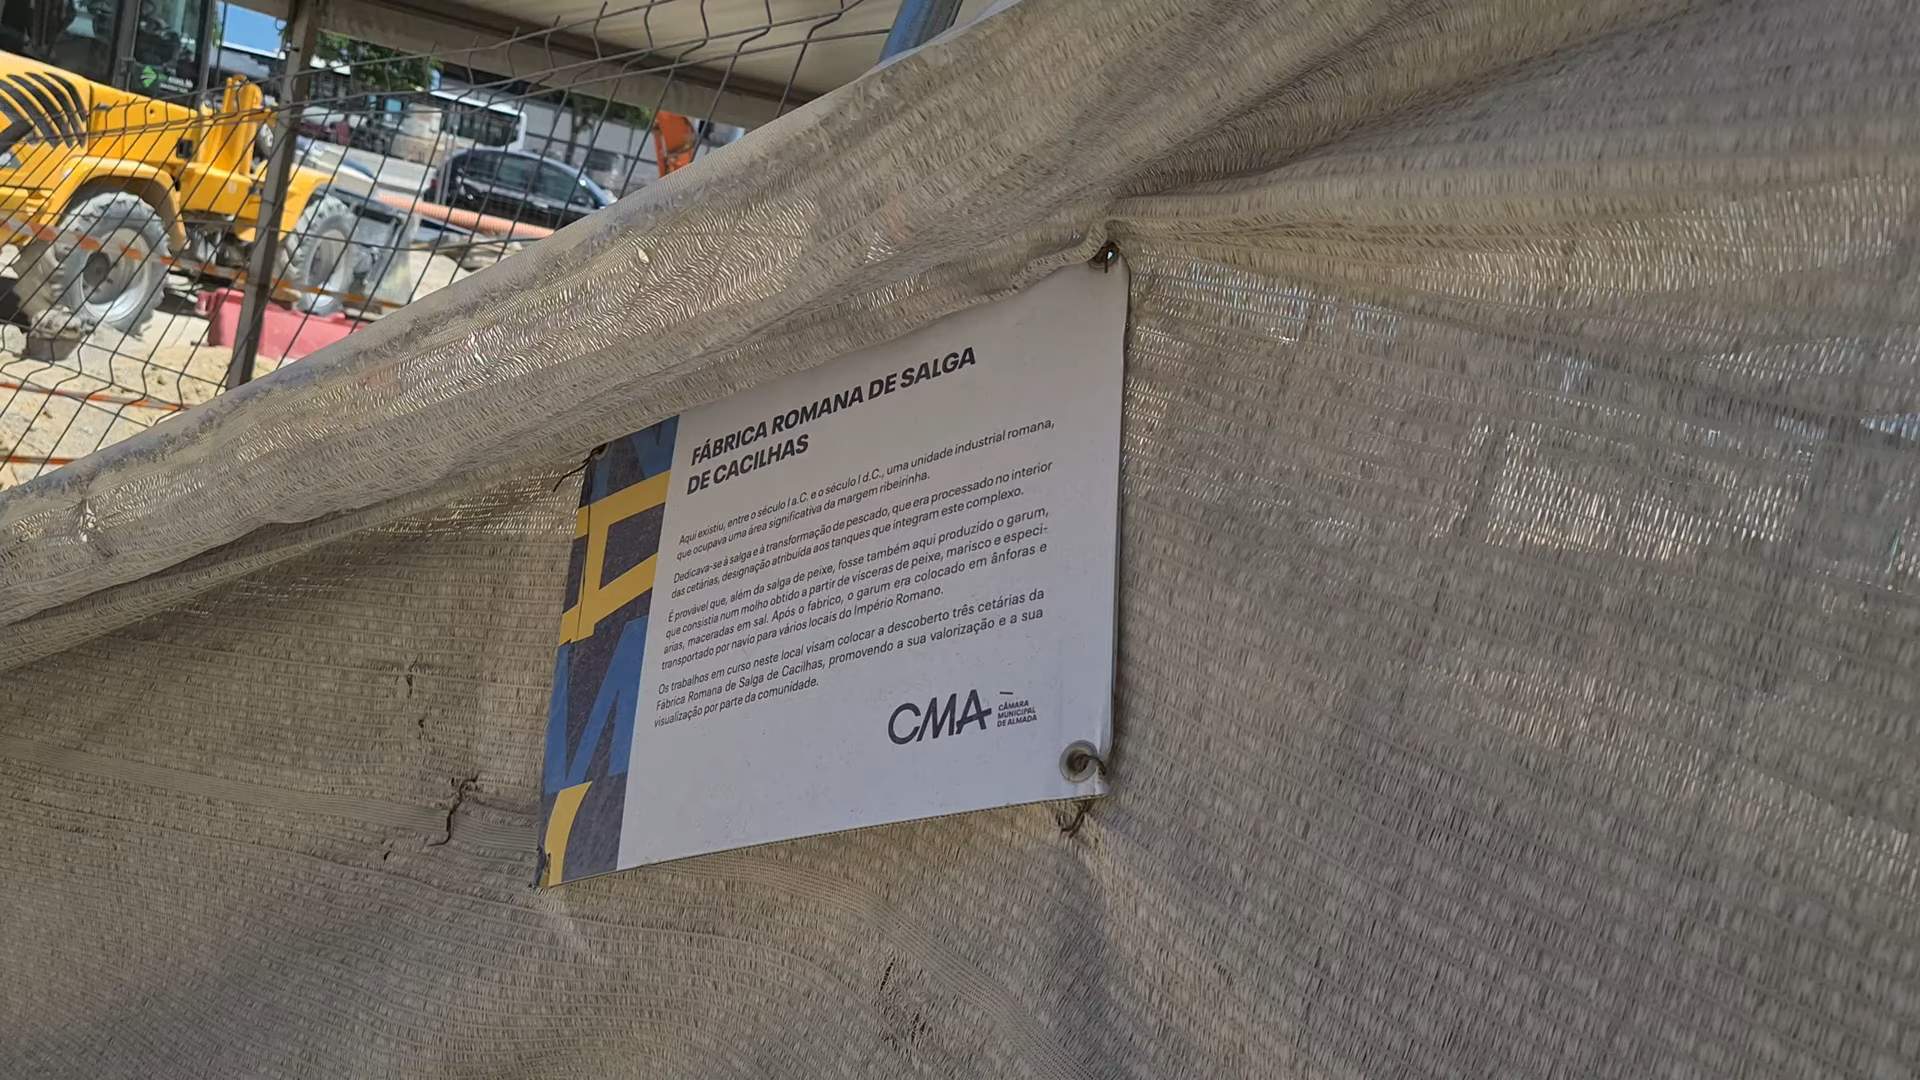 FÁBRICA ROMANA DE SALGA
DE CACILHAS
Aqui existiu, entre o século I a.C. e o século I d.C., uma unidade industrial romana,
que ocupava uma área significativa da margem ribeirinha.
Dedicava-se à salga e à transformação de pescado, que era processado no interior
das cetárias, designação atribuída aos tanques que integram este complexo.
É provável que, além da salga de peixe, fosse também aqui produzido o garum,
que consistia num molho obtido a partir de vísceras de peixe, marisco e especi-
arias, maceradas em sal. Após o fabrico, o garum era colocado em ânforas e
transportado por navio para vários locais do Império Romano.
Os trabalhos em curso neste local visam colocar a descoberto três cetárias da
Fábrica Romana de Salga de Cacilhas, promovendo a sua valorização e a sua
visualização por parte da comunidade.
CMA
CÂMARA
MUNICIPAL
DE ALMADA